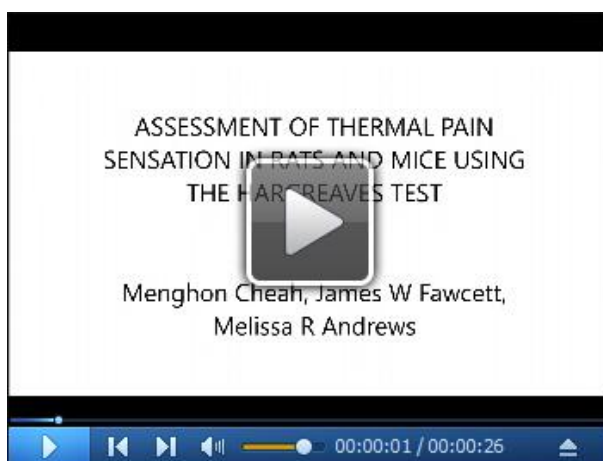 ASSESSMENT OF THERMAL PAIN
SENSATION IN RATS AND MICE USING
THE HARGREAVES TEST
Menghon Cheah, James W Fawcett,
Melissa R Andrews
00:00:01 / 00:00:26